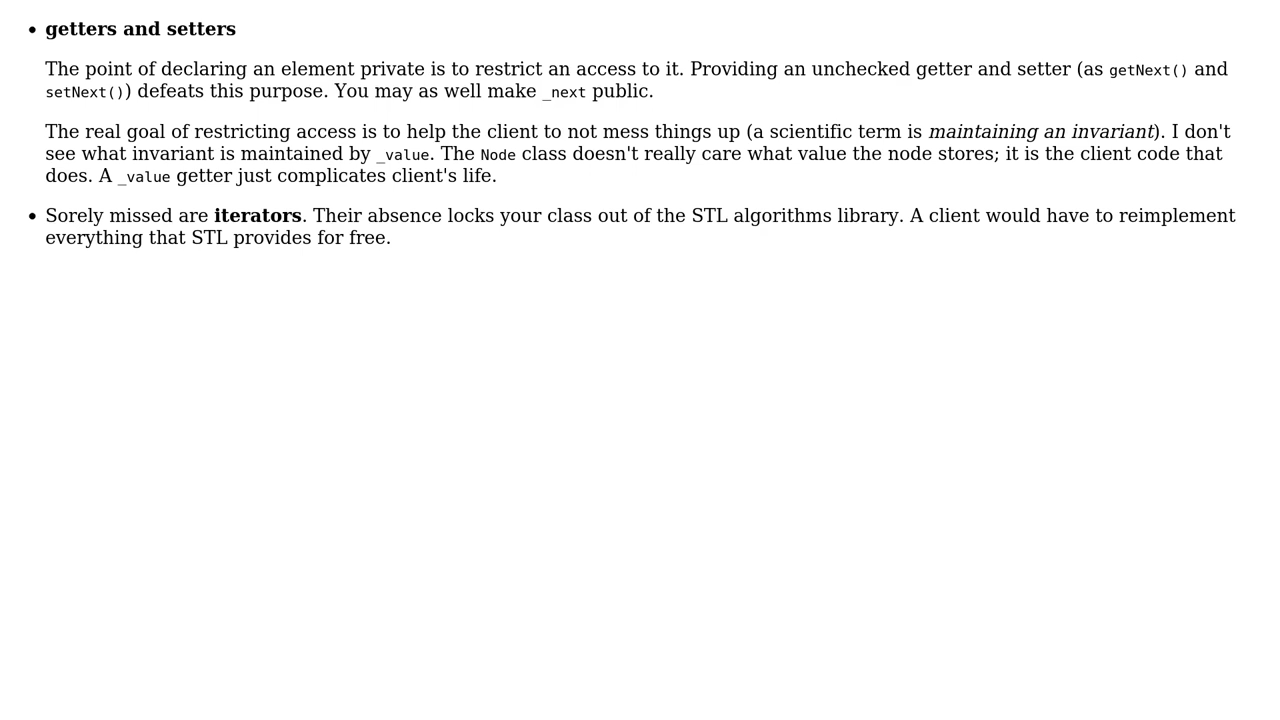 • getters and setters
The point of declaring an element private is to restrict an access to it. Providing an unchecked getter and setter (as getNext() and
setNext()) defeats this purpose. You may as well make _next public.
The real goal of restricting access is to help the client to not mess things up (a scientific term is maintaining an invariant). I don't
see what invariant is maintained by _value. The Node class doesn't really care what value the node stores; it is the client code that
does. A _value getter just complicates client's life.
• Sorely missed are iterators. Their absence locks your class out of the STL algorithms library. A client would have to reimplement
everything that STL provides for free.